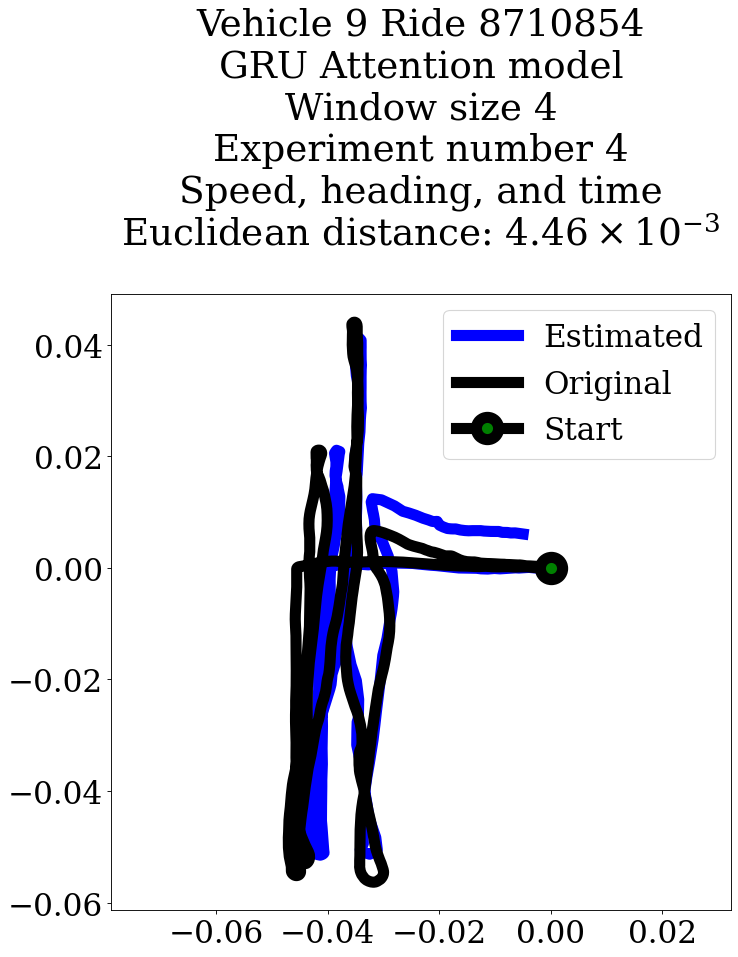 Vehicle 9 Ride 8710854
GRU Attention model
Window size 4
Experiment number 4
Speed, heading, and time
Euclidean distance: 4.46 × 10⁻³
Estimated
Original
Start
0.04
0.02
0.00
−0.02
−0.04
−0.06
−0.06 −0.04 −0.02 0.00 0.02